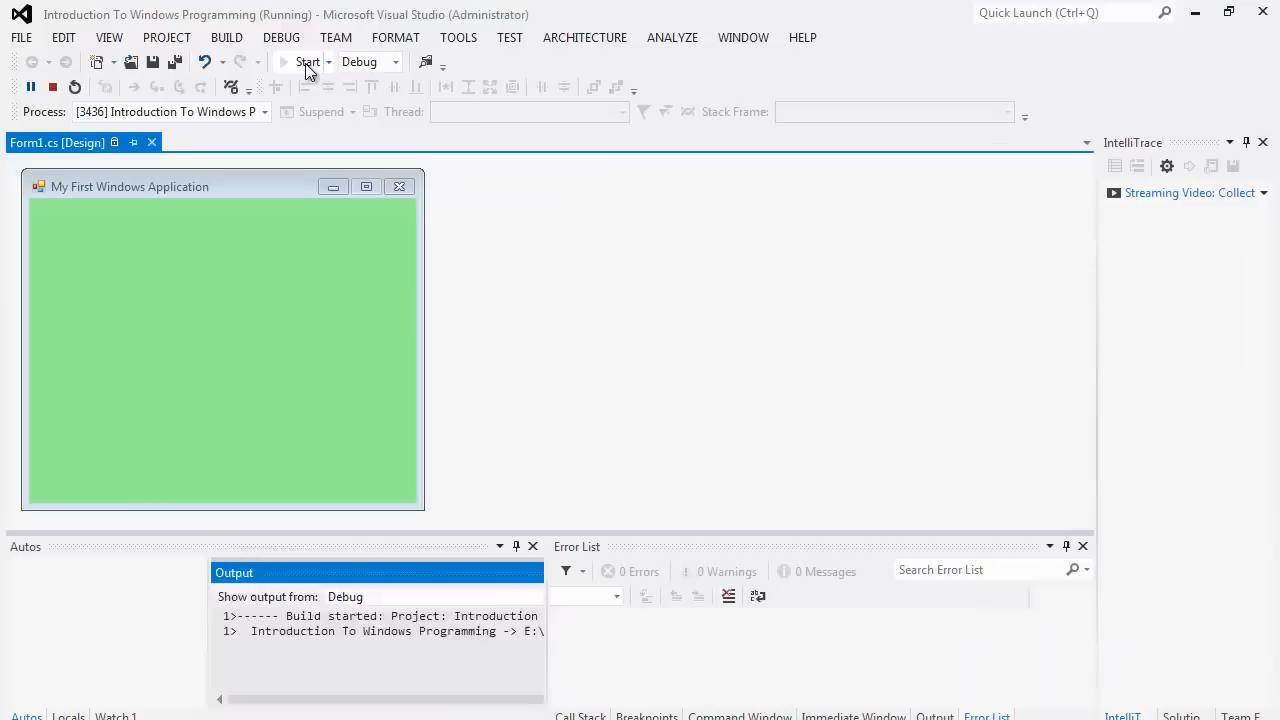 Introduction To Windows Programming (Running) - Microsoft Visual Studio (Administrator)
Quick Launch (Ctrl+Q)
FILE EDIT VIEW PROJECT BUILD DEBUG TEAM FORMAT TOOLS TEST ARCHITECTURE ANALYZE WINDOW HELP
Start Debug
Process: [3436] Introduction To Windows P Suspend Thread: Stack Frame:
Form1.cs [Design]
IntelliTrace
My First Windows Application
Streaming Video: Collect
Autos
Error List
Output
0 Errors 0 Warnings 0 Messages Search Error List
Show output from: Debug
1>------ Build started: Project: Introduction
1> Introduction To Windows Programming -> E:\
Autos Locals Watch 1
Call Stack Breakpoints Command Window Immediate Window Output Error List
IntelliT... Solutio... Team E...